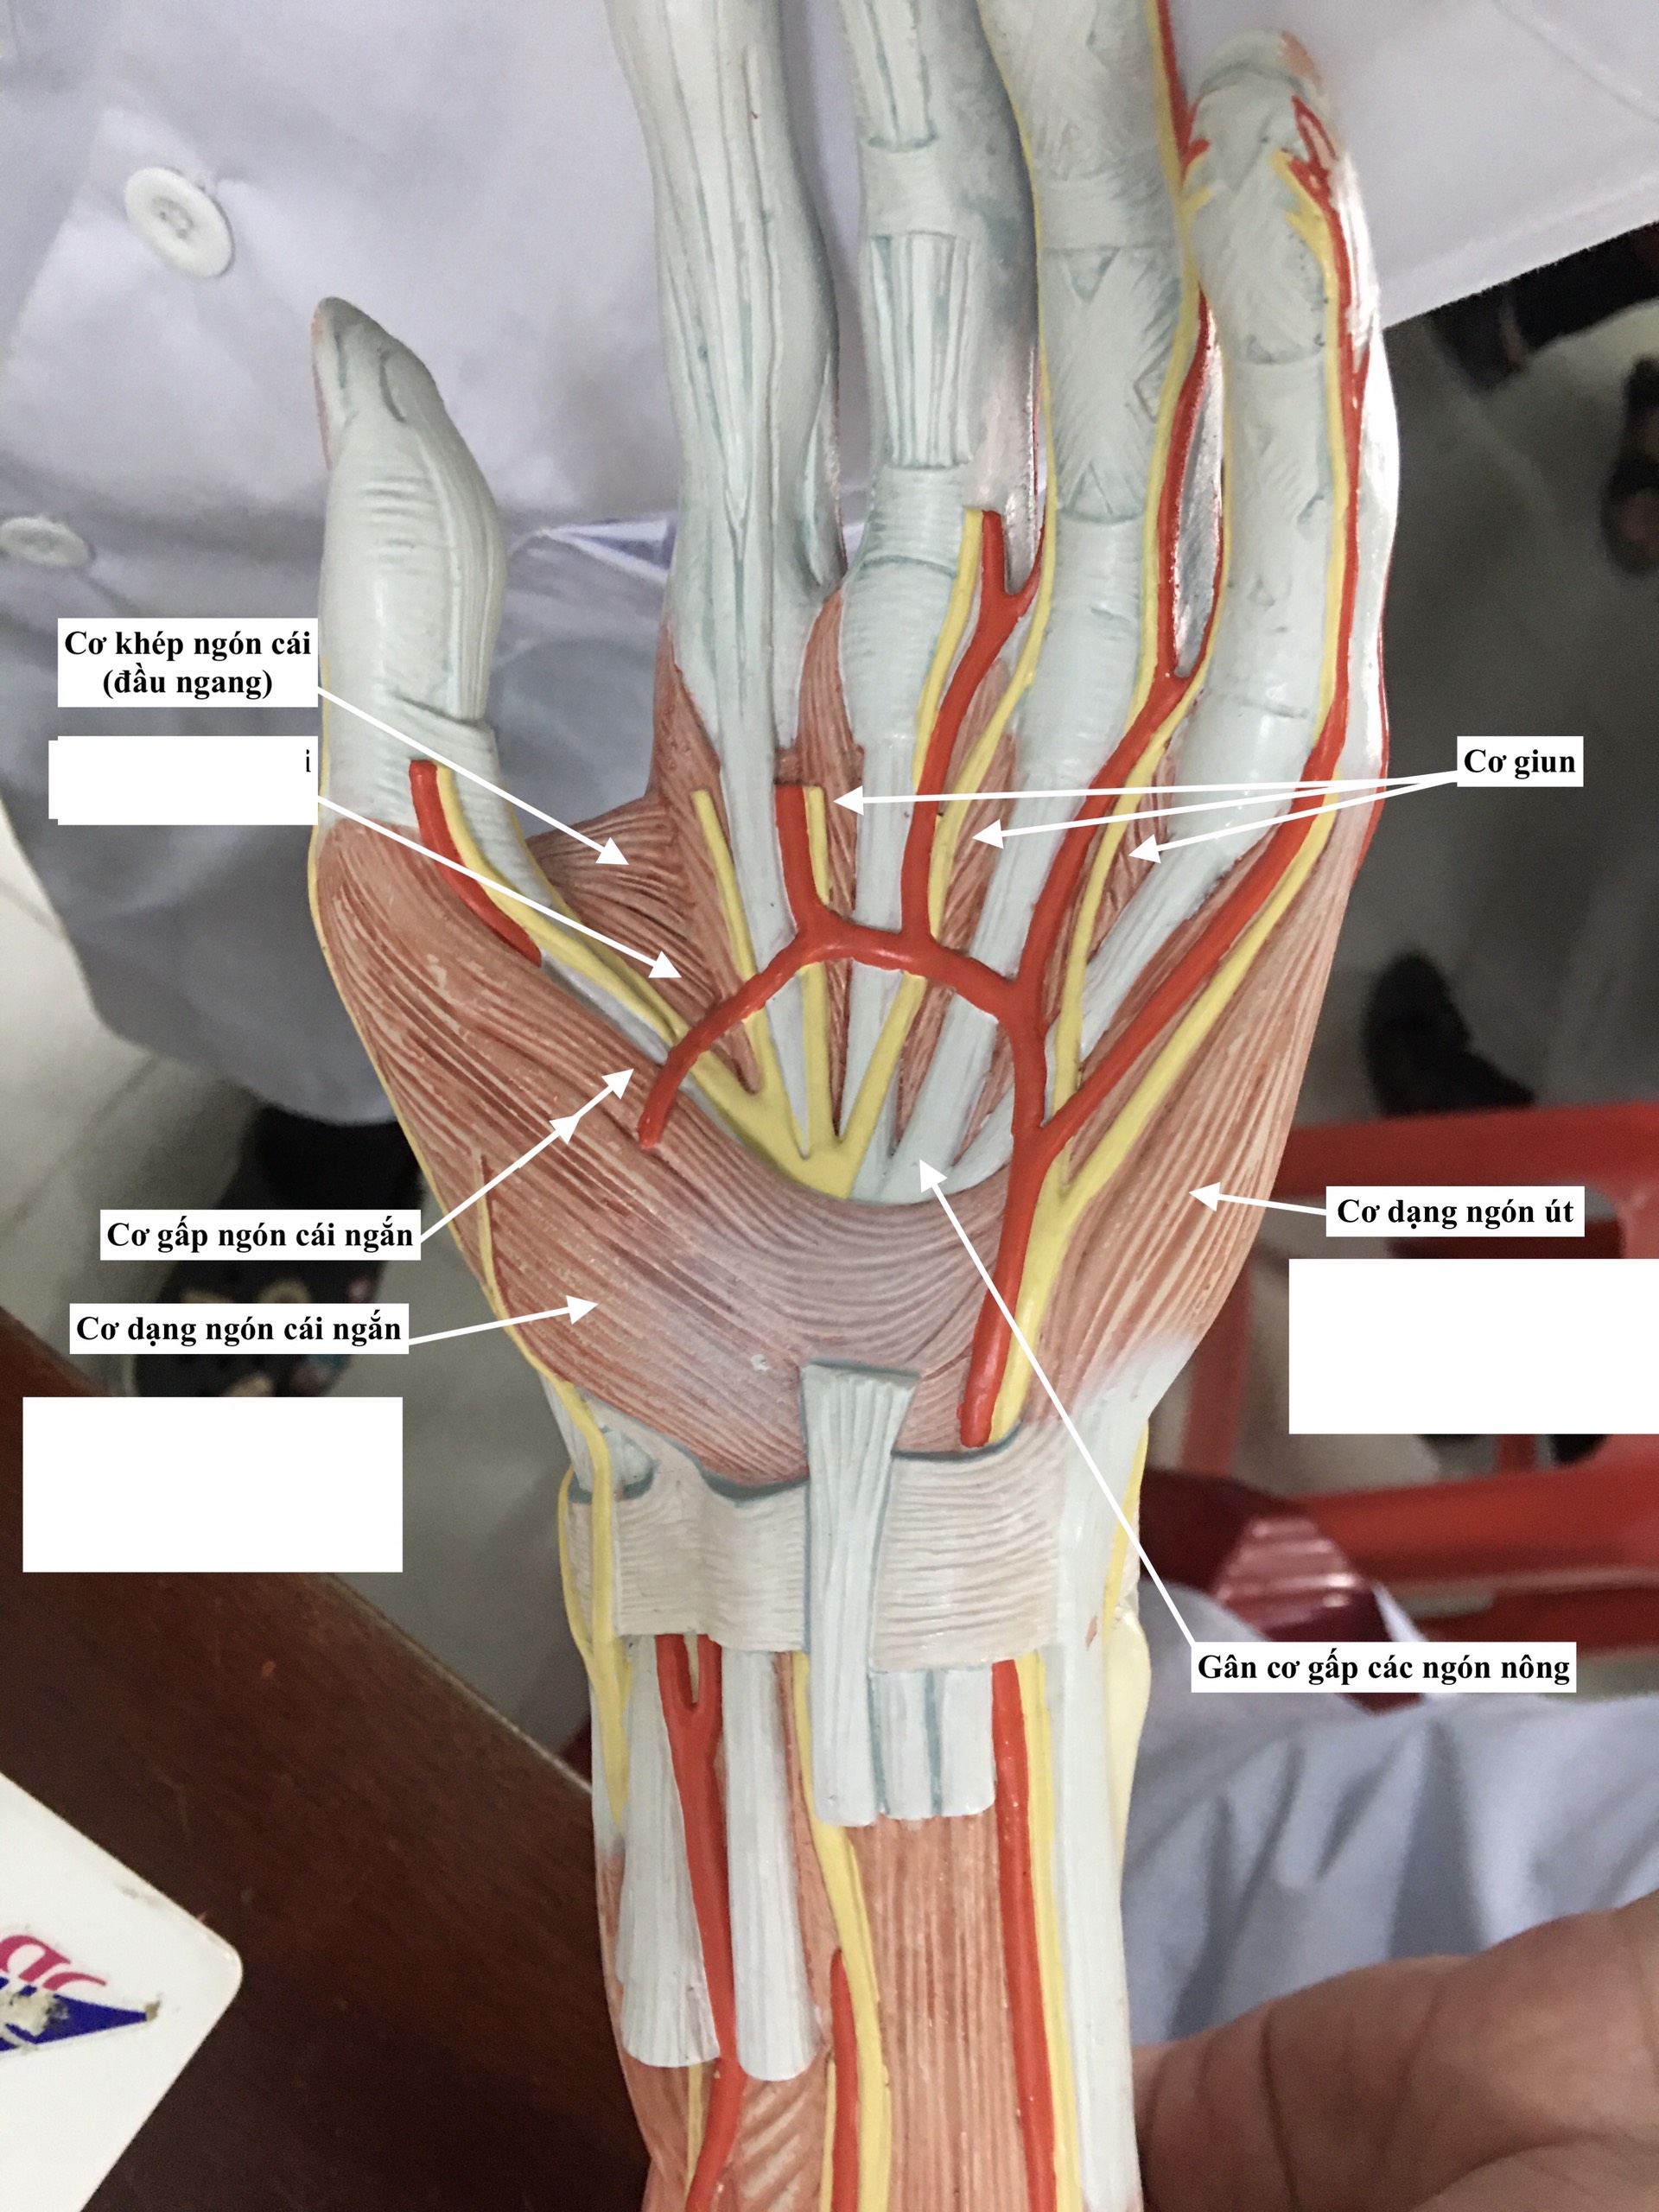 Cơ khép ngón cái
(đầu ngang)
Cơ giun
Cơ gấp ngón cái ngắn
Cơ dạng ngón út
Cơ dạng ngón cái ngắn
Gân cơ gấp các ngón nông